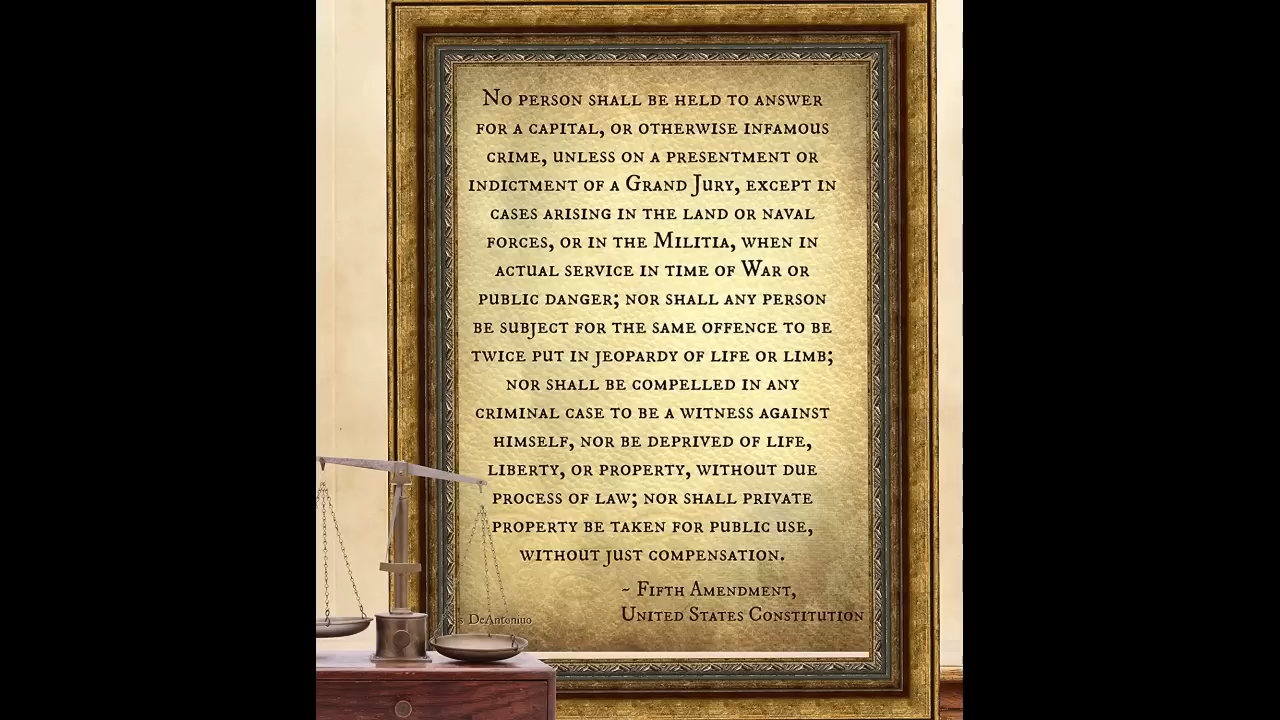 No person shall be held to answer
for a capital, or otherwise infamous
crime, unless on a presentment or
indictment of a Grand Jury, except in
cases arising in the land or naval
forces, or in the Militia, when in
actual service in time of War or
public danger; nor shall any person
be subject for the same offence to be
twice put in jeopardy of life or limb;
nor shall be compelled in any
criminal case to be a witness against
himself, nor be deprived of life,
liberty, or property, without due
process of law; nor shall private
property be taken for public use,
without just compensation.
~ Fifth Amendment,
United States Constitution